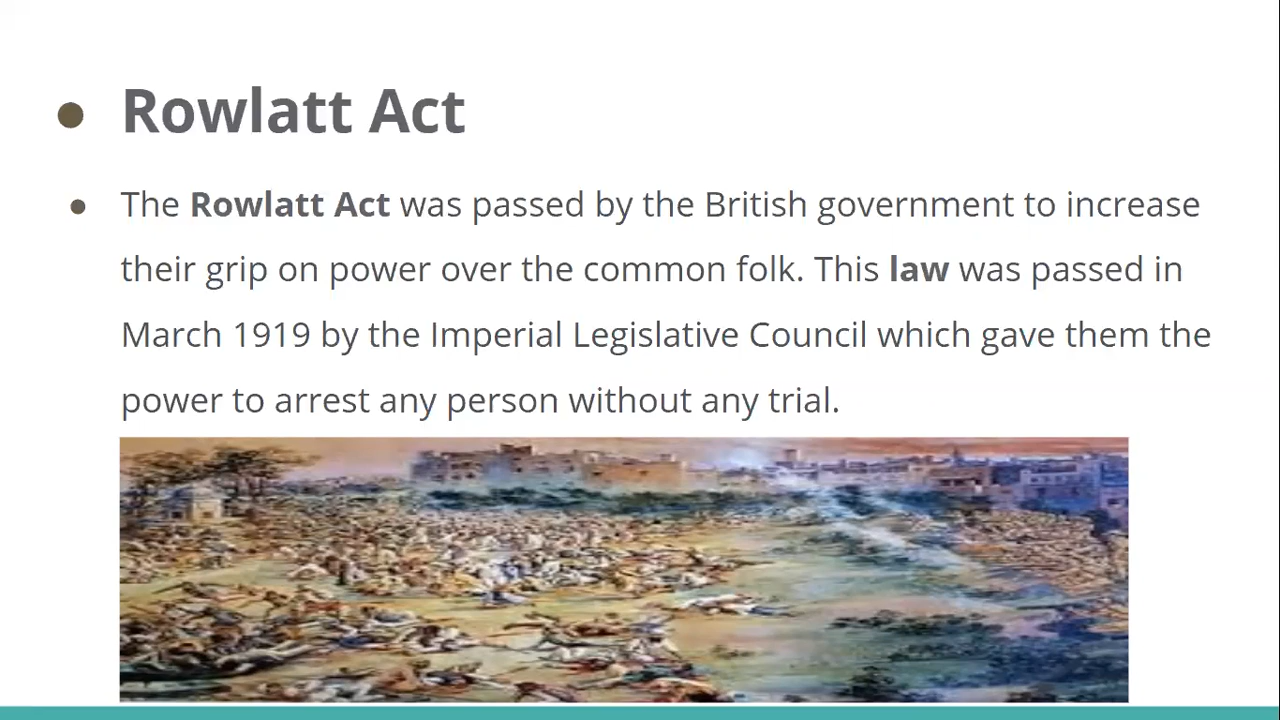 Rowlatt Act
The Rowlatt Act was passed by the British government to increase
their grip on power over the common folk. This law was passed in
March 1919 by the Imperial Legislative Council which gave them the
power to arrest any person without any trial.